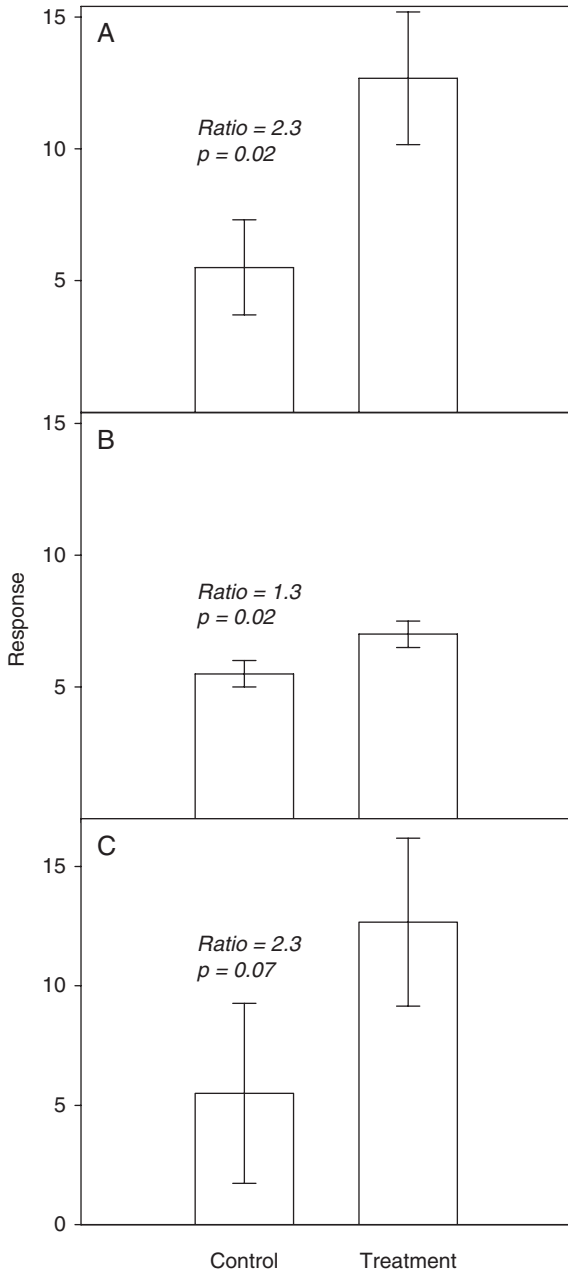 A
15
10
5
Ratio = 2.3
p = 0.02
B
15
10
5
Ratio = 1.3
p = 0.02
Response
C
15
10
5
0
Ratio = 2.3
p = 0.07
Control Treatment